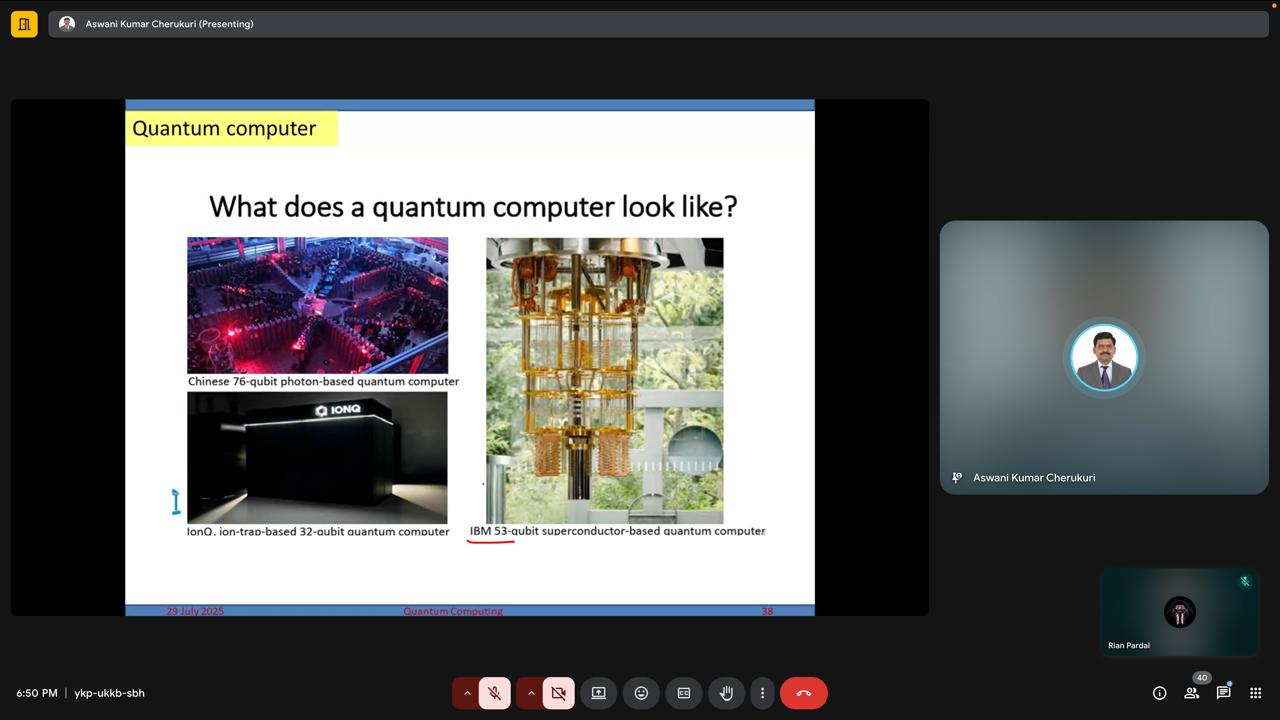 Aswani Kumar Cherukuri (Presenting)
Quantum computer
What does a quantum computer look like?
Chinese 76-qubit photon-based quantum computer
IONQ
IonQ, ion-trap-based 32-qubit quantum computer
IBM 53-qubit superconductor-based quantum computer
29 July 2025
Quantum Computing
38
Aswani Kumar Cherukuri
Rian Pardal
6:50 PM | ykp-ukkb-sbh
40